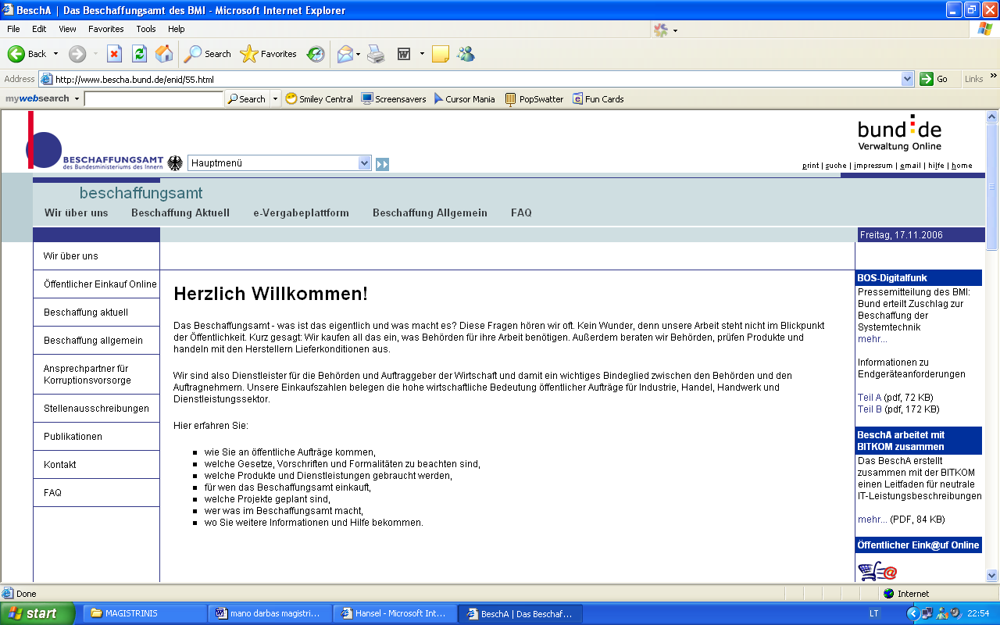 BeschA | Das Beschaffungsamt des BMI - Microsoft Internet Explorer
File Edit View Favorites Tools Help
Back Search Favorites
Address http://www.bescha.bund.de/enid/55.html Go Links »
mywebsearch Search Smiley Central Screensavers Cursor Mania PopSwatter Fun Cards
bund:de
Verwaltung Online
BESCHAFFUNGSAMT
des Bundesministeriums des Innern
Hauptmenü
print | suche | impressum | email | hilfe | home
beschaffungsamt
Wir über uns Beschaffung Aktuell e-Vergabeplattform Beschaffung Allgemein FAQ
Freitag, 17.11.2006
Wir über uns
Öffentlicher Einkauf Online
Beschaffung aktuell
Beschaffung allgemein
Ansprechpartner für
Korruptionsvorsorge
Stellenausschreibungen
Publikationen
Kontakt
FAQ
Herzlich Willkommen!
Das Beschaffungsamt - was ist das eigentlich und was macht es? Diese Fragen hören wir oft. Kein Wunder, denn unsere Arbeit steht nicht im Blickpunkt
der Öffentlichkeit. Kurz gesagt: Wir kaufen all das ein, was Behörden für ihre Arbeit benötigen. Außerdem beraten wir Behörden, prüfen Produkte und
handeln mit den Herstellern Lieferkonditionen aus.
Wir sind also Dienstleister für die Behörden und Auftraggeber der Wirtschaft und damit ein wichtiges Bindeglied zwischen den Behörden und den
Auftragnehmern. Unsere Einkaufszahlen belegen die hohe wirtschaftliche Bedeutung öffentlicher Aufträge für Industrie, Handel, Handwerk und
Dienstleistungssektor.
Hier erfahren Sie:
wie Sie an öffentliche Aufträge kommen,
welche Gesetze, Vorschriften und Formalitäten zu beachten sind,
welche Produkte und Dienstleistungen gebraucht werden,
für wen das Beschaffungsamt einkauft,
welche Projekte geplant sind,
wer was im Beschaffungsamt macht,
wo Sie weitere Informationen und Hilfe bekommen.
BOS-Digitalfunk
Pressemitteilung des BMI:
Bund erteilt Zuschlag zur
Beschaffung der
Systemtechnik
mehr...
Informationen zu
Endgeräteanforderungen
Teil A (pdf, 72 KB)
Teil B (pdf, 172 KB)
BeschA arbeitet mit
BITKOM zusammen
Das BeschA erstellt
zusammen mit der BITKOM
einen Leitfaden für neutrale
IT-Leistungsbeschreibungen
mehr... (PDF, 84 KB)
Öffentlicher Eink@uf Online
Done Internet
start MAGISTRINIS mano darbas magistri... Hansel - Microsoft Int... BeschA | Das Beschaf... LT 22:54